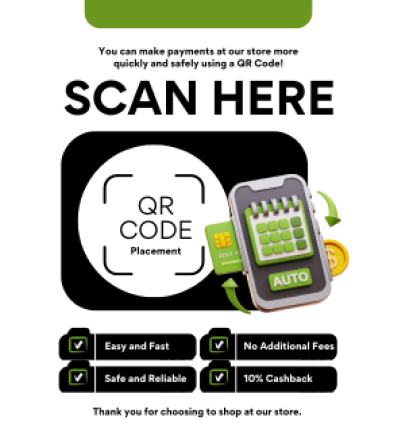 You can make payments at our store more
quickly and safely using a QR Code!
SCAN HERE
QR
CODE
Placement
AUTO
Easy and Fast
No Additional Fees
Safe and Reliable
10% Cashback
Thank you for choosing to shop at our store.